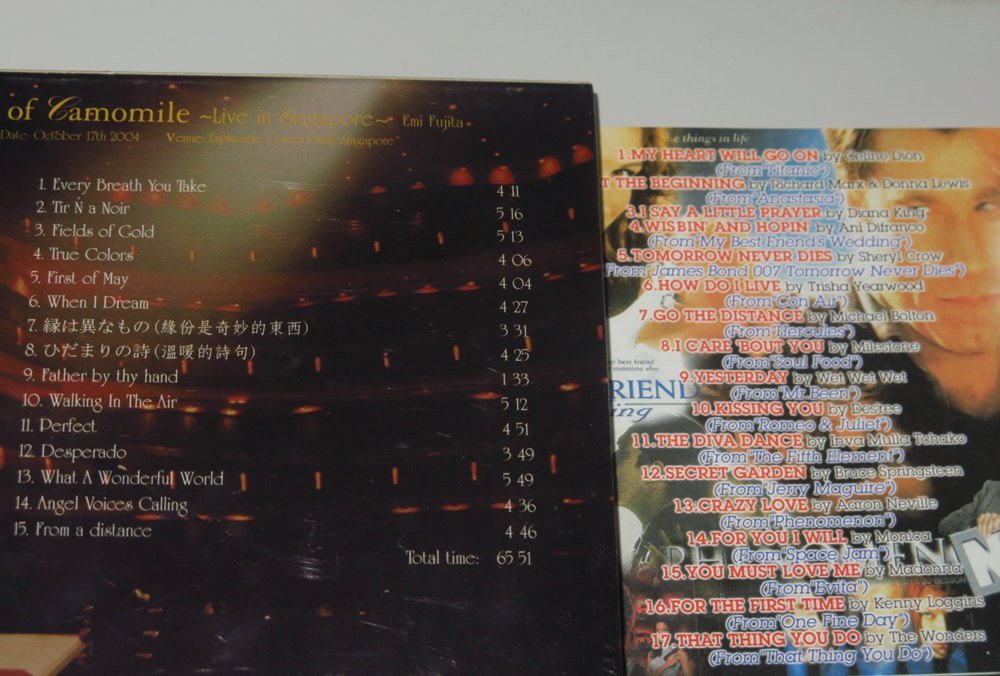 of Camomile ~Live in Singapore~ Emi Fujita
Date: October 17th 2004 Venue: Esplanade Concert Hall, Singapore
1. Every Breath You Take 4 11
2. Tir N a Noir 5 16
3. Fields of Gold 5 13
4. True Colors 4 06
5. First of May 4 04
6. When I Dream 4 27
7. 縁は異なもの(緣份是奇妙的東西) 3 31
8. ひだまりの詩(溫暖的詩句) 4 25
9. Father by thy hand 1 33
10. Walking In The Air 5 12
11. Perfect 4 51
12. Desperado 3 49
13. What A Wonderful World 5 49
14. Angel Voices Calling 4 36
15. From a distance 4 46
Total time: 65 51
things in life
1.MY HEART WILL GO ON by Celine Dion
(From"Titanic")
T THE BEGINNING by Richard Marx & Donna Lewis
(From"Anastasia")
3.I SAY A LITTLE PRAYER by Diana King
4.WISBIN' AND HOPIN' by Ani Difranco
(From"My Best Friend's Wedding")
5.TOMORROW NEVER DIES by Sheryl Crow
From"James Bond 007 Tomorrow Never Dies")
6.HOW DO I LIVE by Trisha Yearwood
(From"Con Air")
7.GO THE DISTANCE by Michael Bolton
(From"Hercules")
8.I CARE 'BOUT YOU by Milestone
(From"Soul Food")
er best friend
someone else.
9.YESTERDAY by Wet Wet Wet
(From"Mr.Been")
RIEND
ing
10.KISSING YOU by Desree
(From"Romeo & Juliet")
11.THE DIVA DANCE by Inva Mulla Tchako
(From"The Fifth Element")
12.SECRET GARDEN by Bruce Springsteen
(From"Jerry Maguire")
13.CRAZY LOVE by Aaron Neville
(From"Phenomenon")
14.FOR YOU I WILL by Monica
(From"Space Jam")
15.YOU MUST LOVE ME by Madonna
(From"Evita")
16.FOR THE FIRST TIME by Kenny Loggins
(From"One Fine Day")
17.THAT THING YOU DO by The Wonders
(From"That Thing You Do")